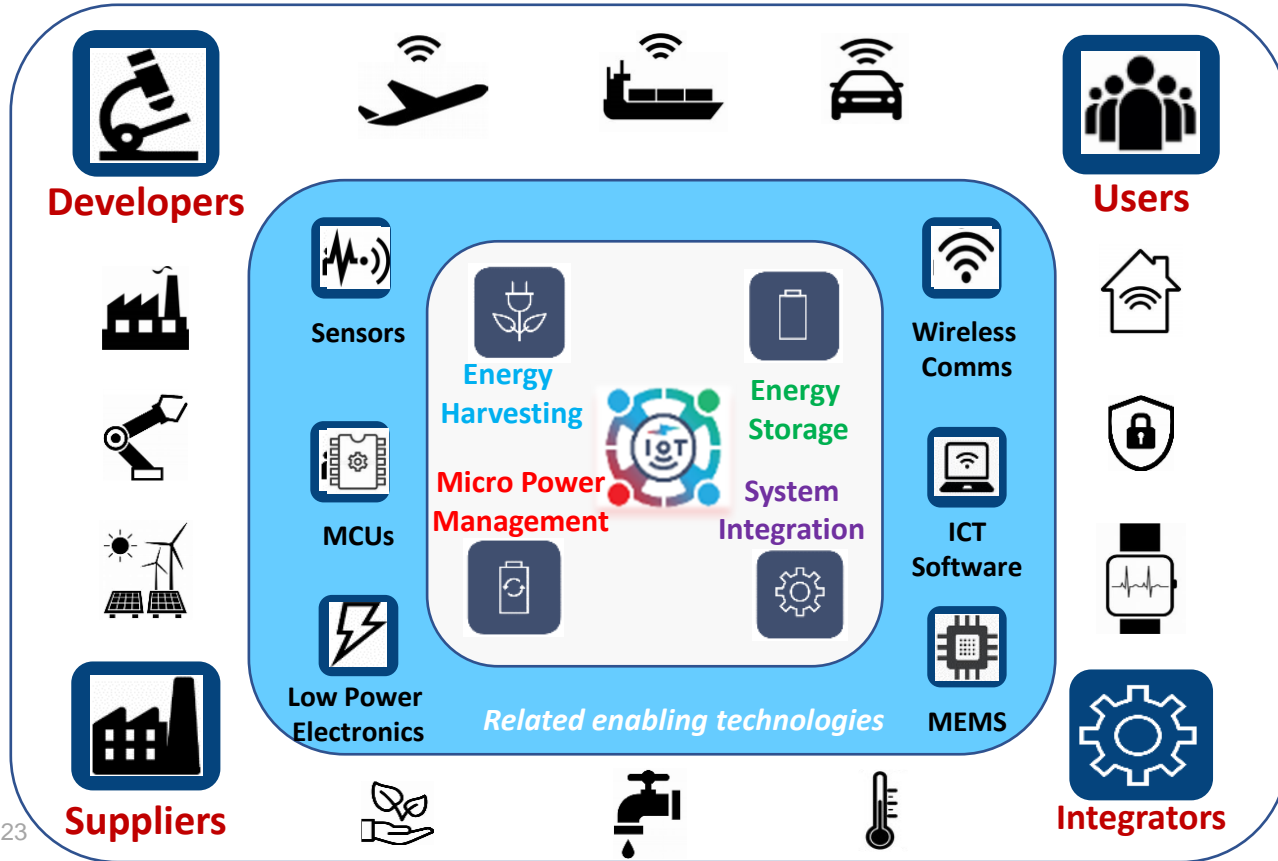 Developers
Users
Sensors
Wireless
Comms
Energy
Harvesting
Energy
Storage
IOT
Micro Power
Management
System
Integration
MCUs
ICT
Software
Low Power
Electronics
Related enabling technologies
MEMS
Suppliers
Integrators
23